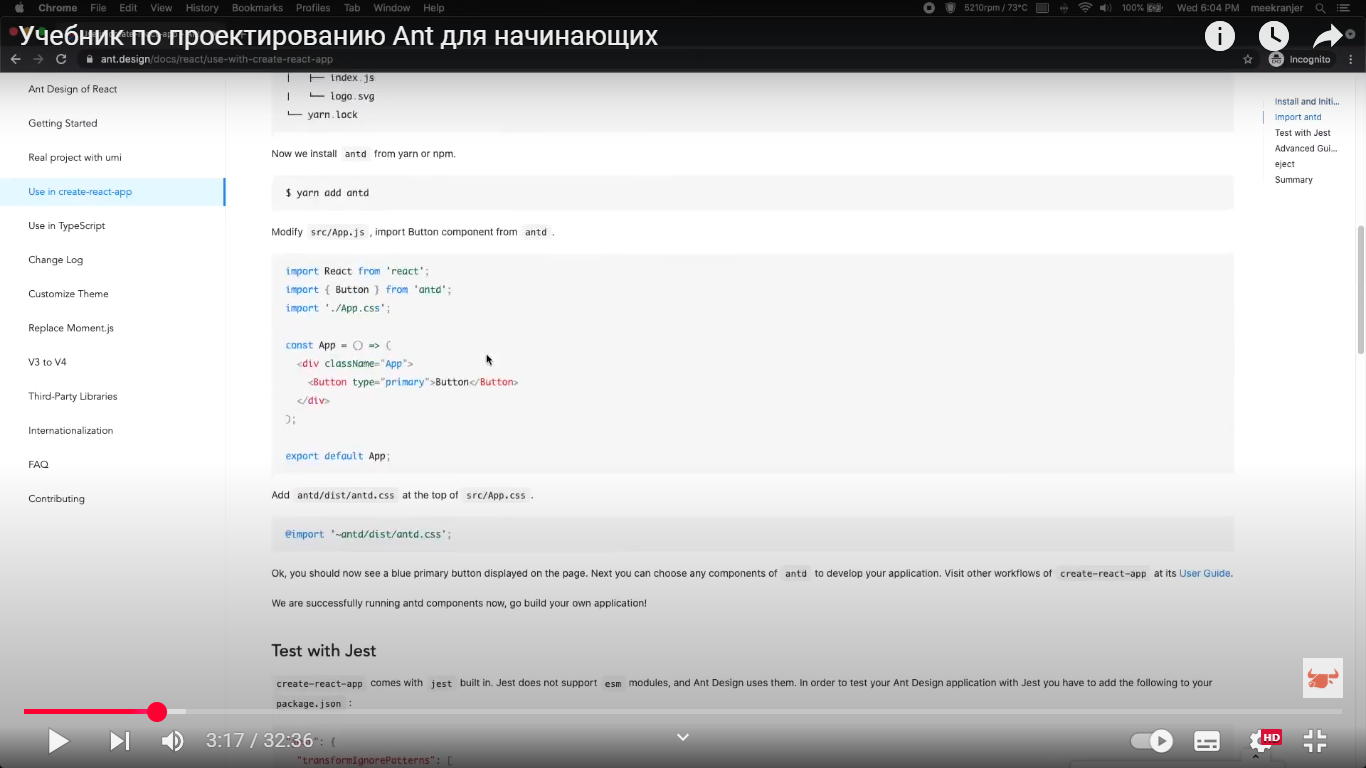 Chrome File Edit View History Bookmarks Profiles Tab Window Help 5210rpm / 73°C 100% Wed 6:04 PM meekranjer
Учебник по проектированию Ant для начинающих
ant.design/docs/react/use-with-create-react-app Incognito
Ant Design of React
Getting Started
Real project with umi
Use in create-react-app
Use in TypeScript
Change Log
Customize Theme
Replace Moment.js
V3 to V4
Third-Party Libraries
Internationalization
FAQ
Contributing
index.js
logo.svg
yarn.lock
Now we install antd from yarn or npm.
$ yarn add antd
Modify src/App.js , import Button component from antd .
import React from 'react';
import { Button } from 'antd';
import './App.css';
const App = () => (
<div className="App">
<Button type="primary">Button</Button>
</div>
);
export default App;
Add antd/dist/antd.css at the top of src/App.css .
@import '~antd/dist/antd.css';
Ok, you should now see a blue primary button displayed on the page. Next you can choose any components of antd to develop your application. Visit other workflows of create-react-app at its User Guide.
We are successfully running antd components now, go build your own application!
Test with Jest
create-react-app comes with jest built in. Jest does not support esm modules, and Ant Design uses them. In order to test your Ant Design application with Jest you have to add the following to your
package.json :
"transformIgnorePatterns": [
Install and Initi...
Import antd
Test with Jest
Advanced Gui...
eject
Summary
3:17 / 32:36
HD